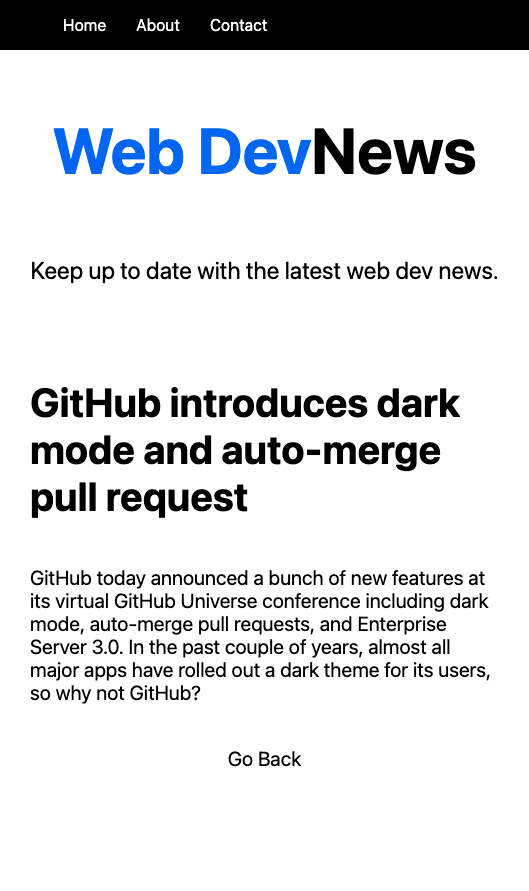 Home About Contact
Web DevNews
Keep up to date with the latest web dev news.
GitHub introduces dark
mode and auto-merge
pull request
GitHub today announced a bunch of new features at
its virtual GitHub Universe conference including dark
mode, auto-merge pull requests, and Enterprise
Server 3.0. In the past couple of years, almost all
major apps have rolled out a dark theme for its users,
so why not GitHub?
Go Back